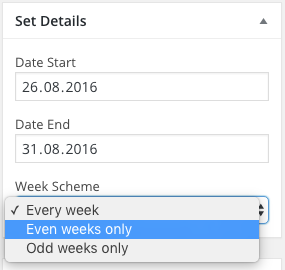 Set Details
Date Start
26.08.2016
Date End
31.08.2016
Week Scheme
✓ Every week
Even weeks only
Odd weeks only